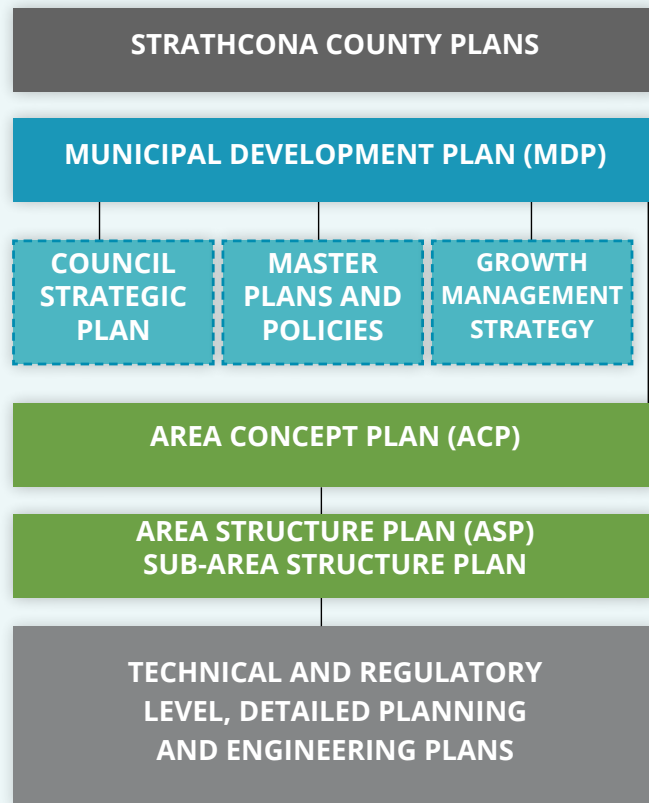 STRATHCONA COUNTY PLANS
MUNICIPAL DEVELOPMENT PLAN (MDP)
COUNCIL
STRATEGIC
PLAN
MASTER
PLANS AND
POLICIES
GROWTH
MANAGEMENT
STRATEGY
AREA CONCEPT PLAN (ACP)
AREA STRUCTURE PLAN (ASP)
SUB-AREA STRUCTURE PLAN
TECHNICAL AND REGULATORY
LEVEL, DETAILED PLANNING
AND ENGINEERING PLANS